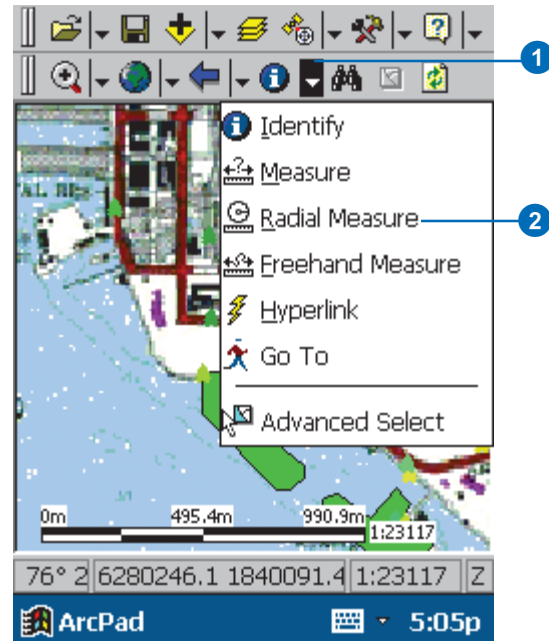 1
Identify
Measure
Radial Measure
2
Freehand Measure
Hyperlink
Go To
Advanced Select
0m 495.4m 990.9m
1:23117
76° 2 6280246.1 1840091.4 1:23117 Z
ArcPad 5:05p